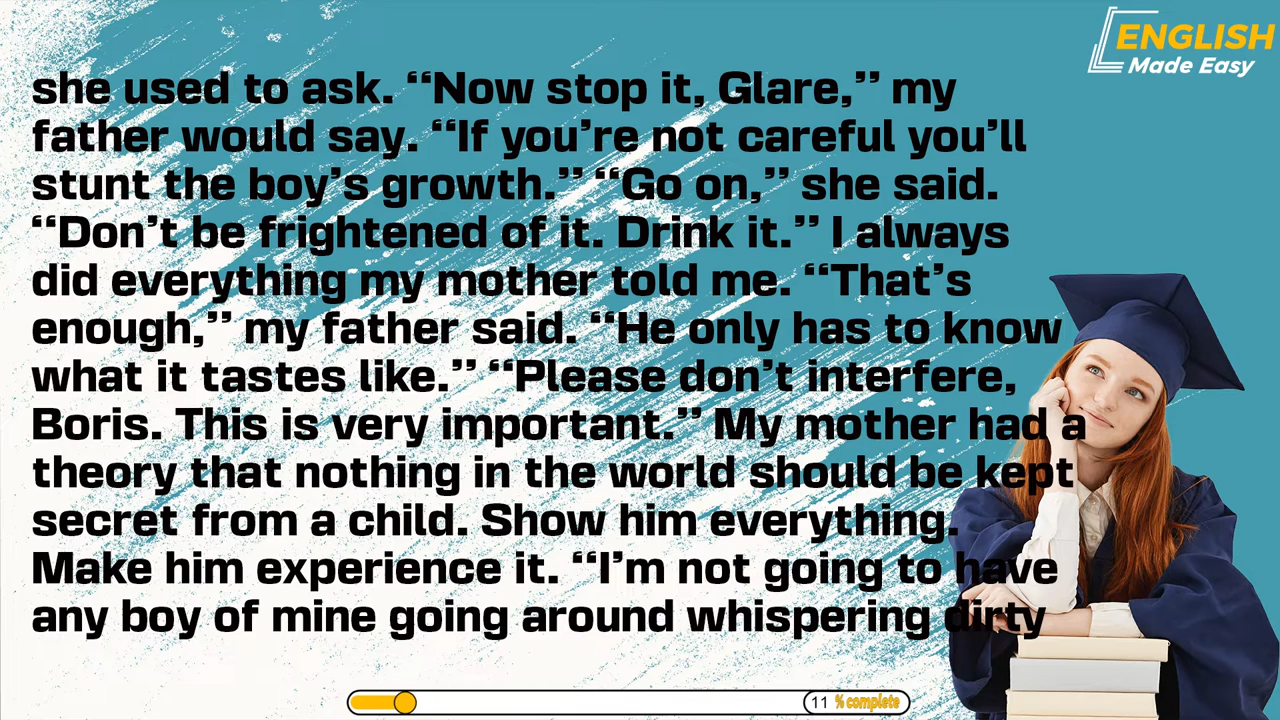 ENGLISH
Made Easy
she used to ask. “Now stop it, Glare,” my
father would say. “If you’re not careful you’ll
stunt the boy’s growth.” “Go on,” she said.
“Don’t be frightened of it. Drink it.” I always
did everything my mother told me. “That’s
enough,” my father said. “He only has to know
what it tastes like.” “Please don’t interfere,
Boris. This is very important.” My mother had a
theory that nothing in the world should be kept
secret from a child. Show him everything.
Make him experience it. “I’m not going to have
any boy of mine going around whispering dirty
11 % complete